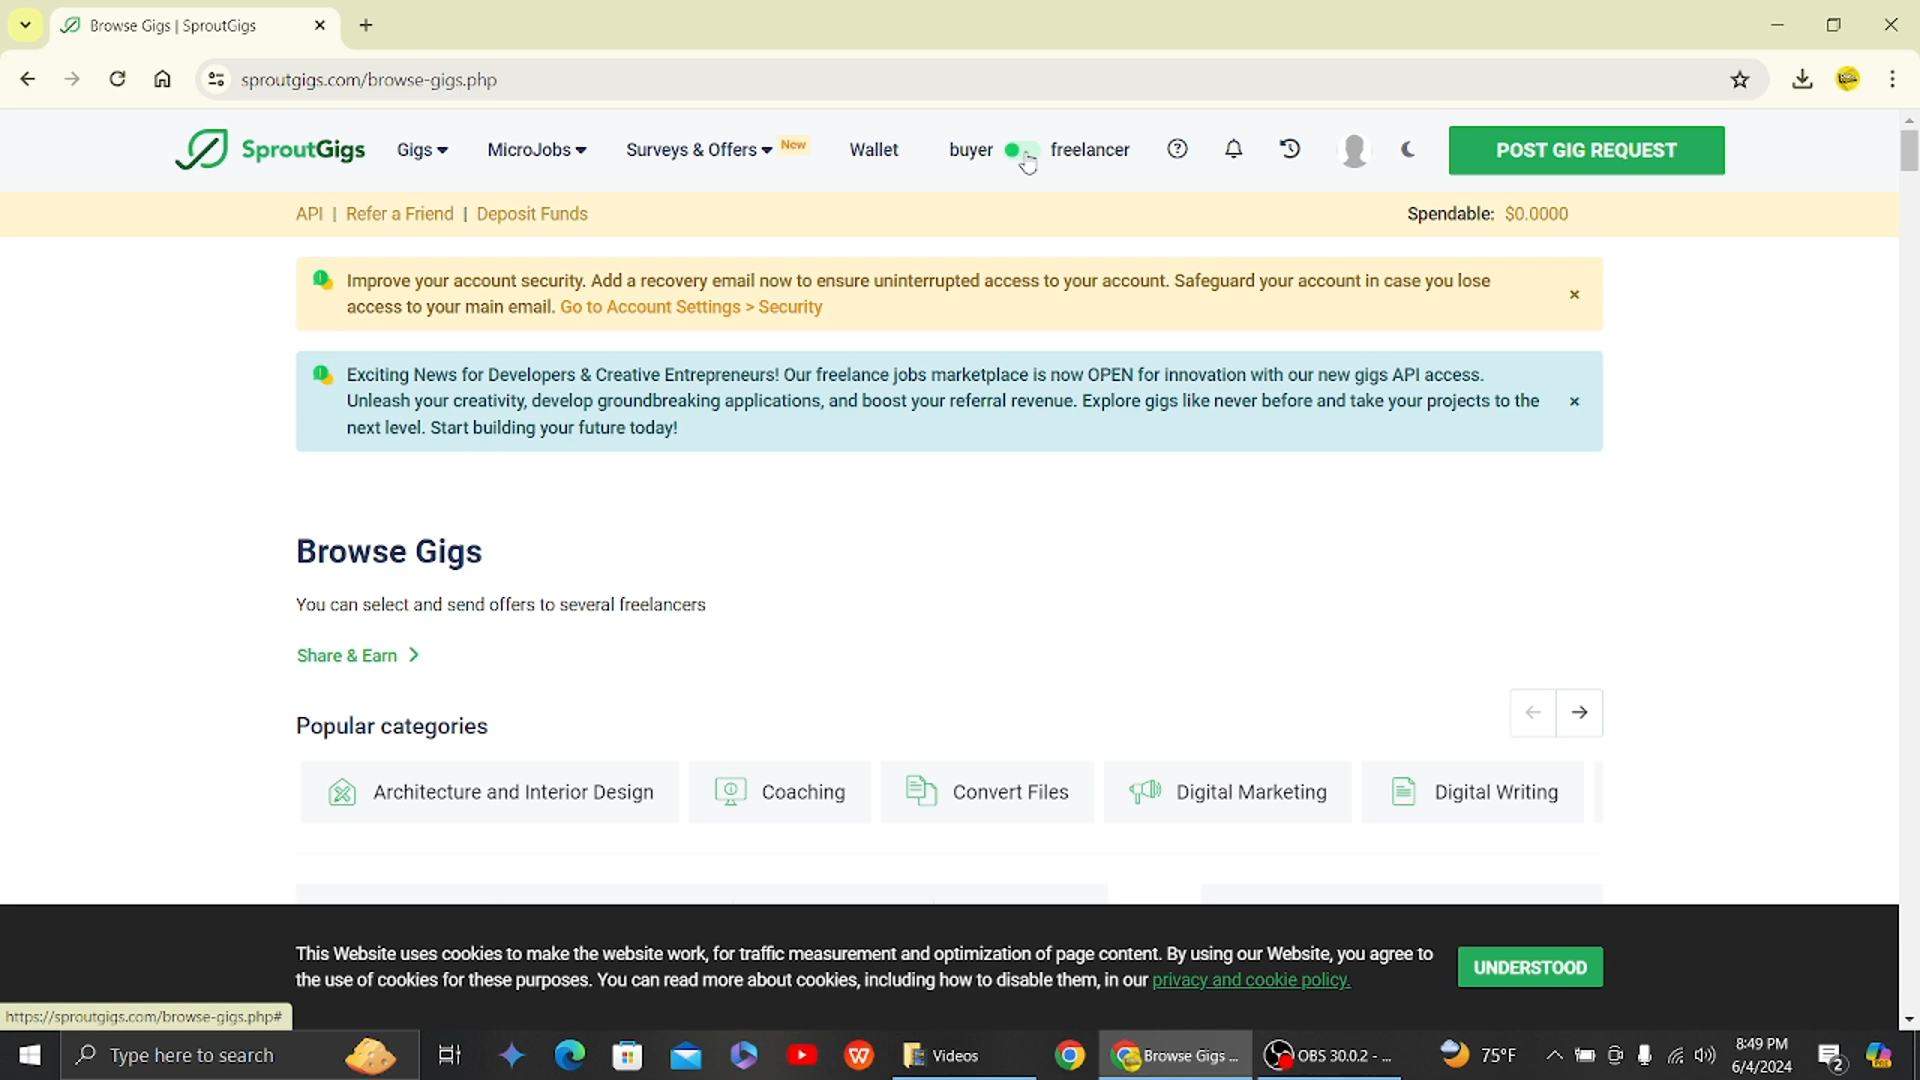 Browse Gigs | SproutGigs
sproutgigs.com/browse-gigs.php
SproutGigs Gigs MicroJobs Surveys & Offers New Wallet buyer freelancer POST GIG REQUEST
API | Refer a Friend | Deposit Funds Spendable: $0.0000
Improve your account security. Add a recovery email now to ensure uninterrupted access to your account. Safeguard your account in case you lose
access to your main email. Go to Account Settings > Security
Exciting News for Developers & Creative Entrepreneurs! Our freelance jobs marketplace is now OPEN for innovation with our new gigs API access.
Unleash your creativity, develop groundbreaking applications, and boost your referral revenue. Explore gigs like never before and take your projects to the
next level. Start building your future today!
Browse Gigs
You can select and send offers to several freelancers
Share & Earn
Popular categories
Architecture and Interior Design Coaching Convert Files Digital Marketing Digital Writing
This Website uses cookies to make the website work, for traffic measurement and optimization of page content. By using our Website, you agree to
the use of cookies for these purposes. You can read more about cookies, including how to disable them, in our privacy and cookie policy.
UNDERSTOOD
https://sproutgigs.com/browse-gigs.php#
Type here to search Videos Browse Gigs ... OBS 30.0.2 - ... 75°F 8:49 PM
6/4/2024 2